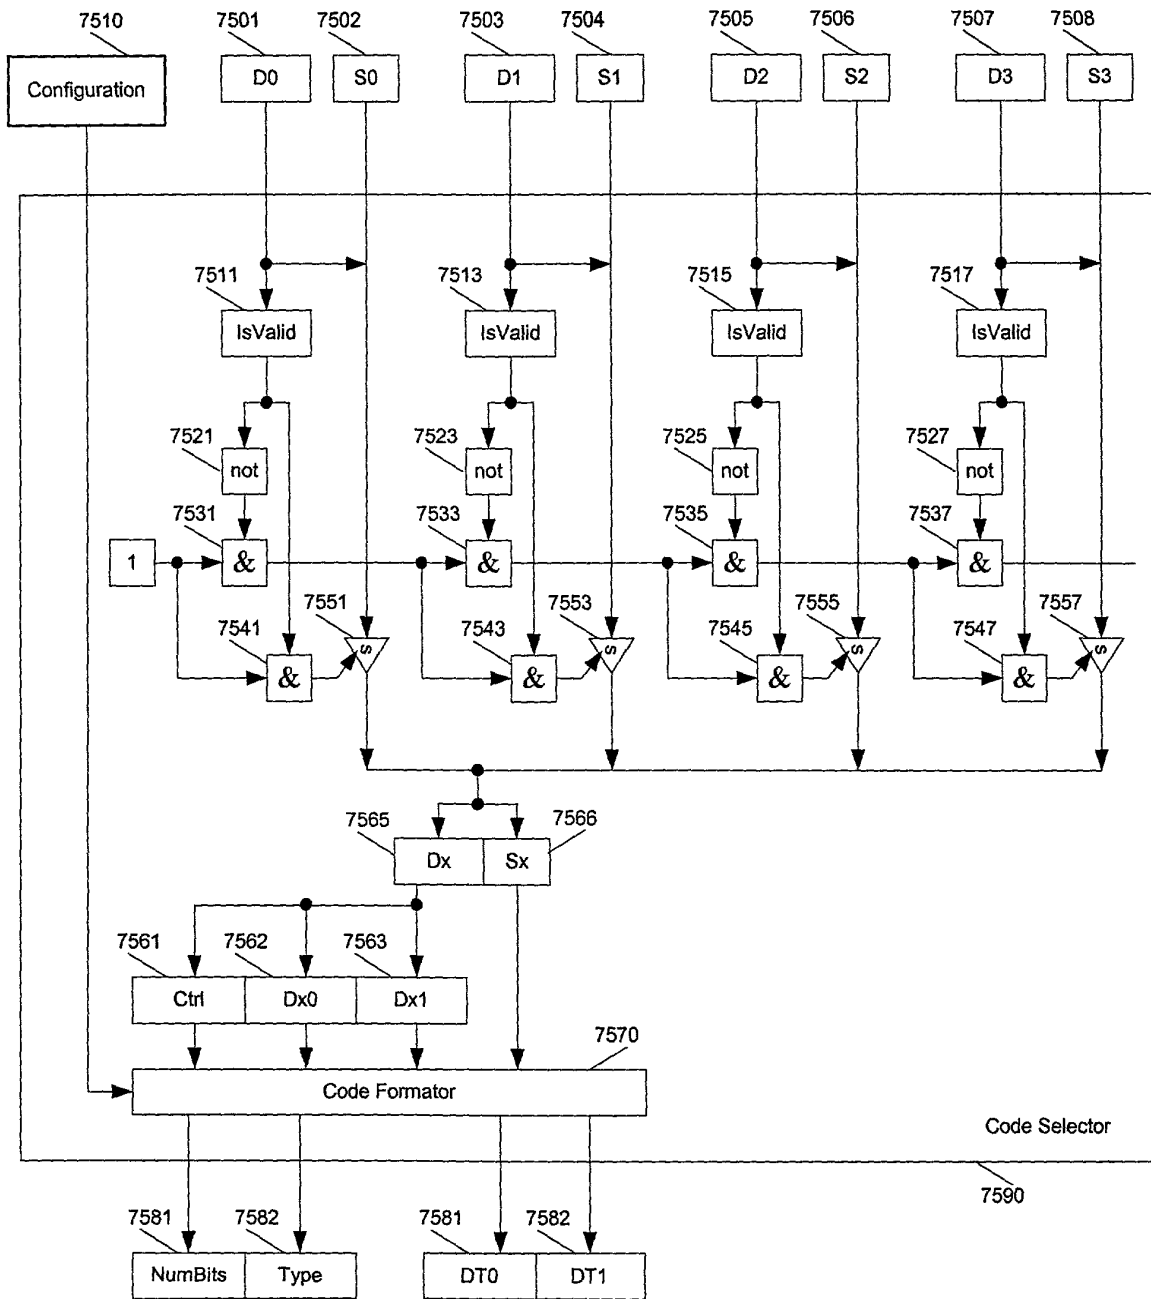 7510 7501 7502 7503 7504 7505 7506 7507 7508
Configuration D0 S0 D1 S1 D2 S2 D3 S3
7511 7513 7515 7517
IsValid IsValid IsValid IsValid
7521 7523 7525 7527
not not not not
7531 7533 7535 7537
1 & & & &
7551 7553 7555 7557
7541 7543 7545 7547
& s & s & s & s
7565 7566
Dx Sx
7561 7562 7563
Ctrl Dx0 Dx1
7570
Code Formator
Code Selector
7590
7581 7582 7581 7582
NumBits Type DT0 DT1